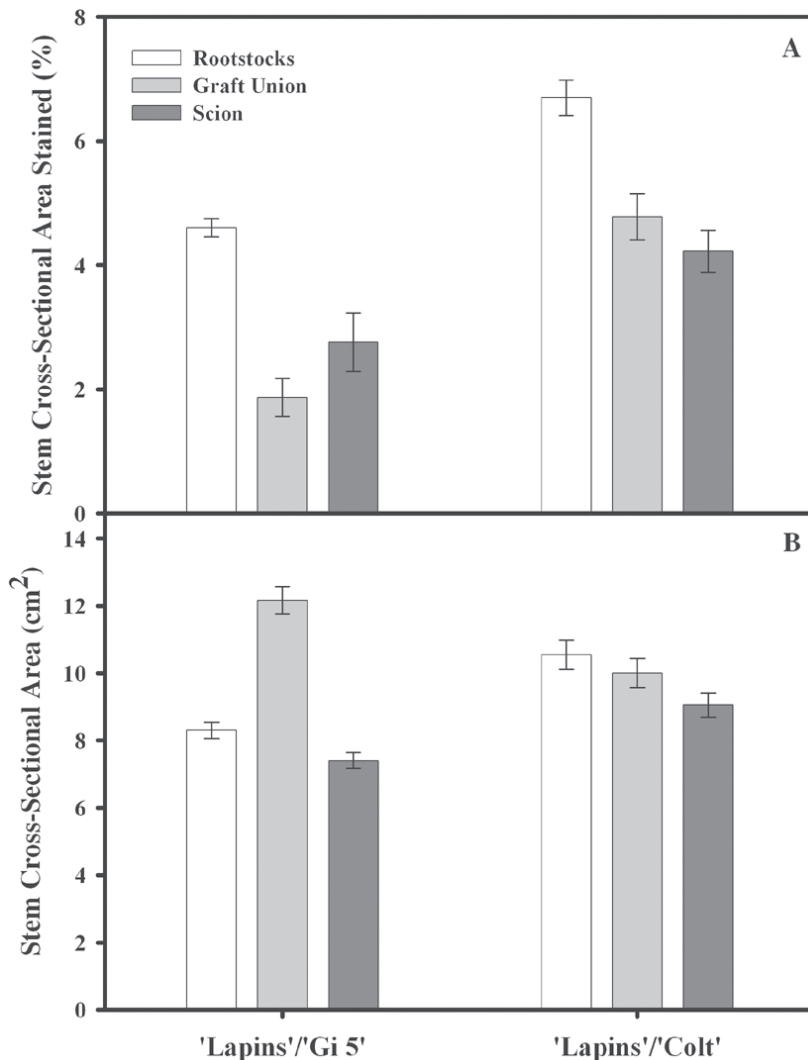 Stem Cross-Sectional Area Stained (%)
8
6
4
2
0
A
Rootstocks
Graft Union
Scion
Stem Cross-Sectional Area (cm²)
14
12
10
8
6
4
2
0
B
'Lapins'/'Gi 5'
'Lapins'/'Colt'